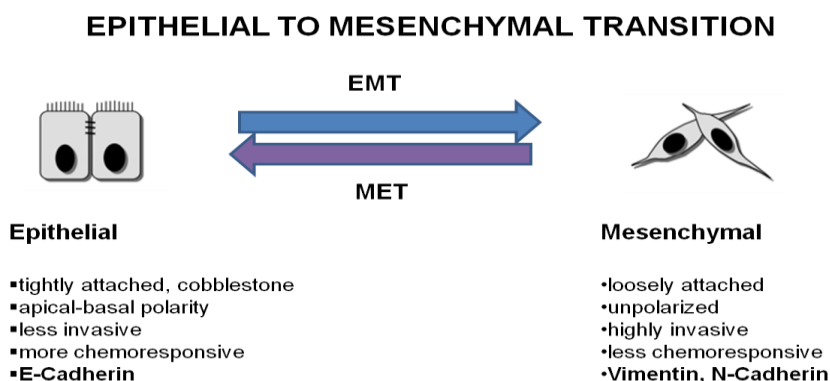 EPITHELIAL TO MESENCHYMAL TRANSITION
EMT
MET
Epithelial
▪tightly attached, cobblestone
▪apical-basal polarity
▪less invasive
▪more chemoresponsive
▪E-Cadherin
Mesenchymal
•loosely attached
•unpolarized
•highly invasive
•less chemoresponsive
•Vimentin, N-Cadherin